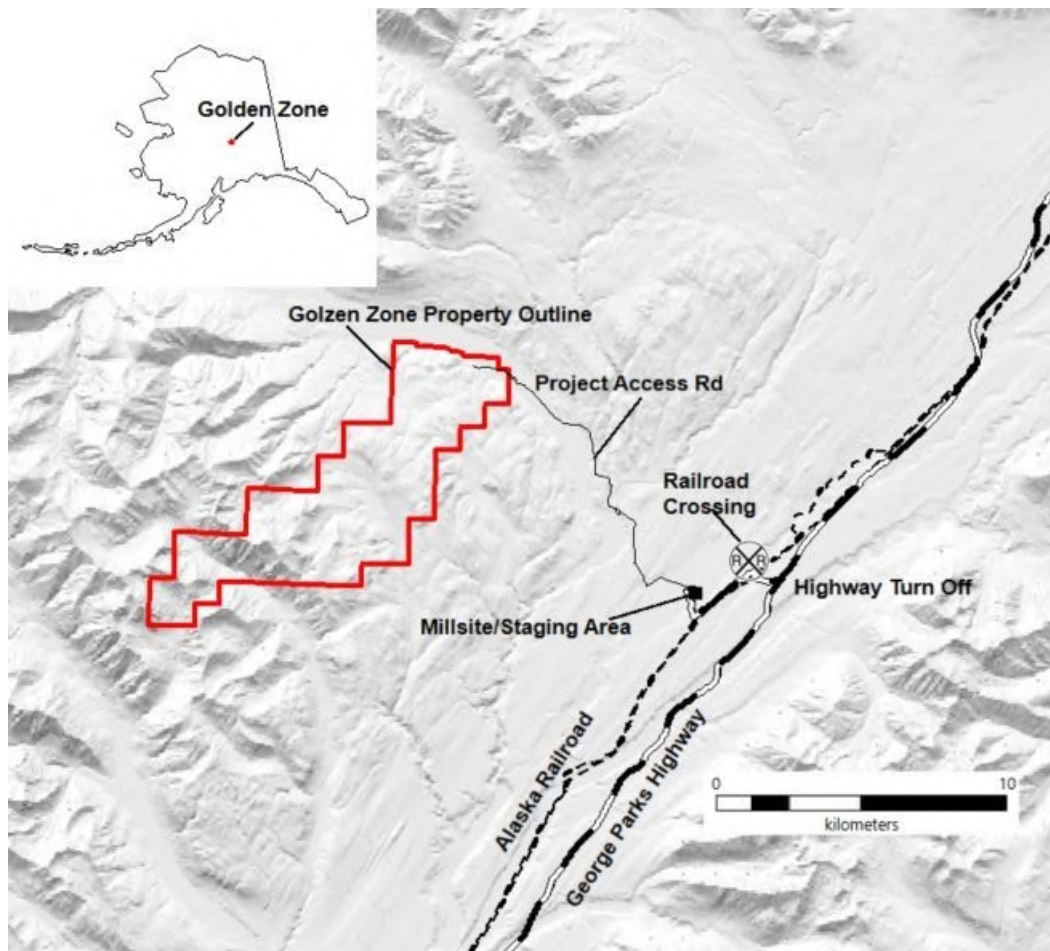 Golden Zone
Golzen Zone Property Outline
Project Access Rd
Railroad
Crossing
R R
Highway Turn Off
Millsite/Staging Area
Alaska Railroad
George Parks Highway
0 10
kilometers